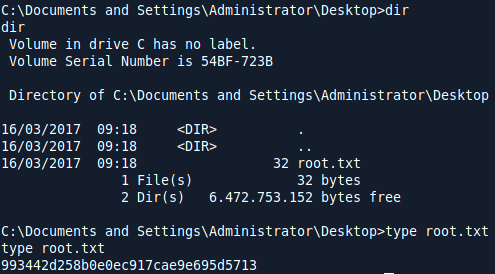 C:\Documents and Settings\Administrator\Desktop>dir
dir
 Volume in drive C has no label.
 Volume Serial Number is 54BF-723B

 Directory of C:\Documents and Settings\Administrator\Desktop

16/03/2017  09:18    <DIR>          .
16/03/2017  09:18    <DIR>          ..
16/03/2017  09:18                32 root.txt
               1 File(s)             32 bytes
               2 Dir(s)   6.472.753.152 bytes free

C:\Documents and Settings\Administrator\Desktop>type root.txt
type root.txt
993442d258b0e0ec917cae9e695d5713